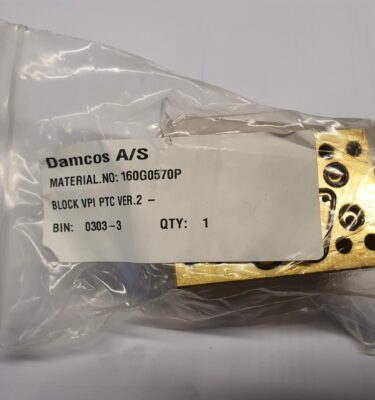 Damcos A/S
MATERIAL.NO: 160G0570P
BLOCK VPI PTC VER.2 -
BIN: 0303-3 QTY: 1